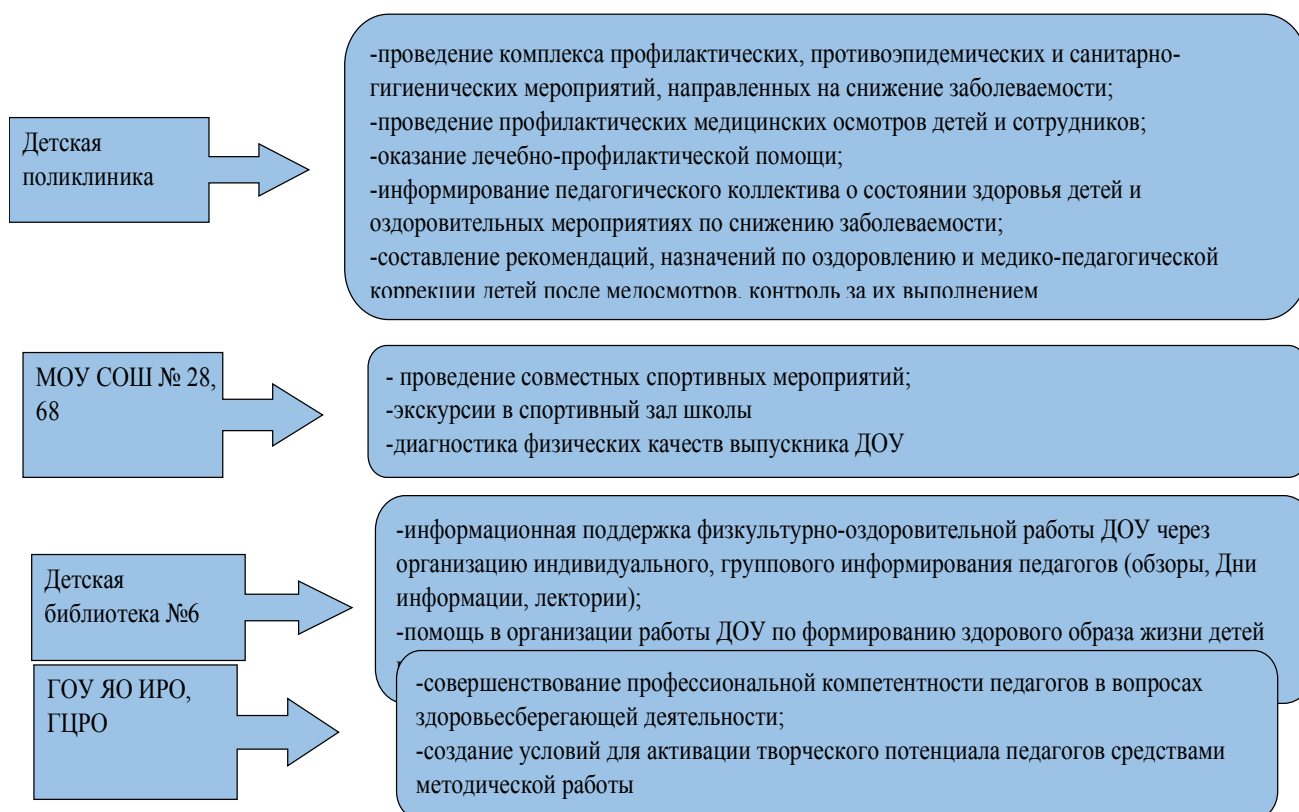 Детская
поликлиника
-проведение комплекса профилактических, противоэпидемических и санитарно-
гигиенических мероприятий, направленных на снижение заболеваемости;
-проведение профилактических медицинских осмотров детей и сотрудников;
-оказание лечебно-профилактической помощи;
-информирование педагогического коллектива о состоянии здоровья детей и
оздоровительных мероприятиях по снижению заболеваемости;
-составление рекомендаций, назначений по оздоровлению и медико-педагогической
коррекции детей после медосмотров, контроль за их выполнением
МОУ СОШ № 28,
68
- проведение совместных спортивных мероприятий;
-экскурсии в спортивный зал школы
-диагностика физических качеств выпускника ДОУ
Детская
библиотека №6
-информационная поддержка физкультурно-оздоровительной работы ДОУ через
организацию индивидуального, группового информирования педагогов (обзоры, Дни
информации, лектории);
-помощь в организации работы ДОУ по формированию здорового образа жизни детей
ГОУ ЯО ИРО,
ГЦРО
-совершенствование профессиональной компетентности педагогов в вопросах
здоровьесберегающей деятельности;
-создание условий для активации творческого потенциала педагогов средствами
методической работы